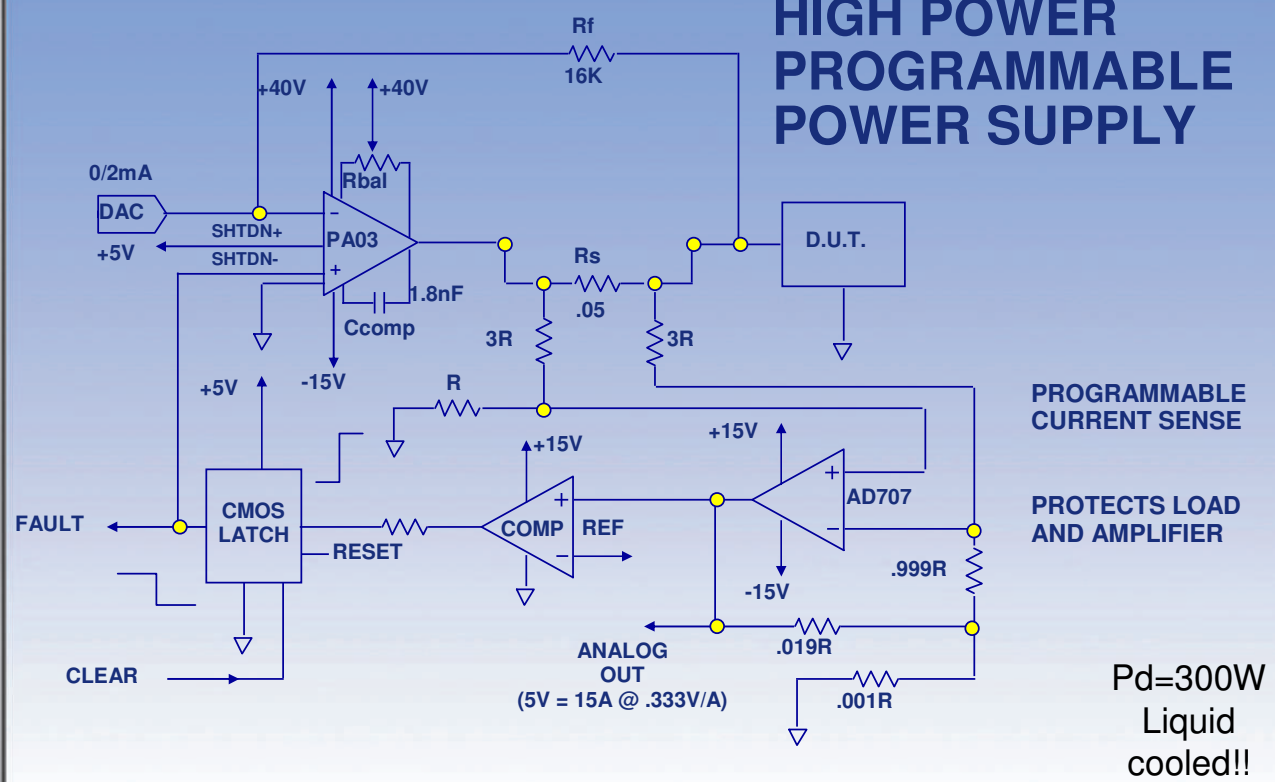 HIGH POWER
PROGRAMMABLE
POWER SUPPLY
Rf
16K
+40V
+40V
Rbal
0/2mA
DAC
SHTDN+
+5V
SHTDN-
−
PA03
+
1.8nF
Ccomp
-15V
Rs
.05
D.U.T.
3R
3R
R
+5V
PROGRAMMABLE
CURRENT SENSE
+15V
+15V
+
AD707
−
-15V
PROTECTS LOAD
AND AMPLIFIER
FAULT
CMOS
LATCH
RESET
+
COMP
REF
−
.999R
.019R
ANALOG
OUT
(5V = 15A @ .333V/A)
.001R
CLEAR
Pd=300W
Liquid
cooled!!